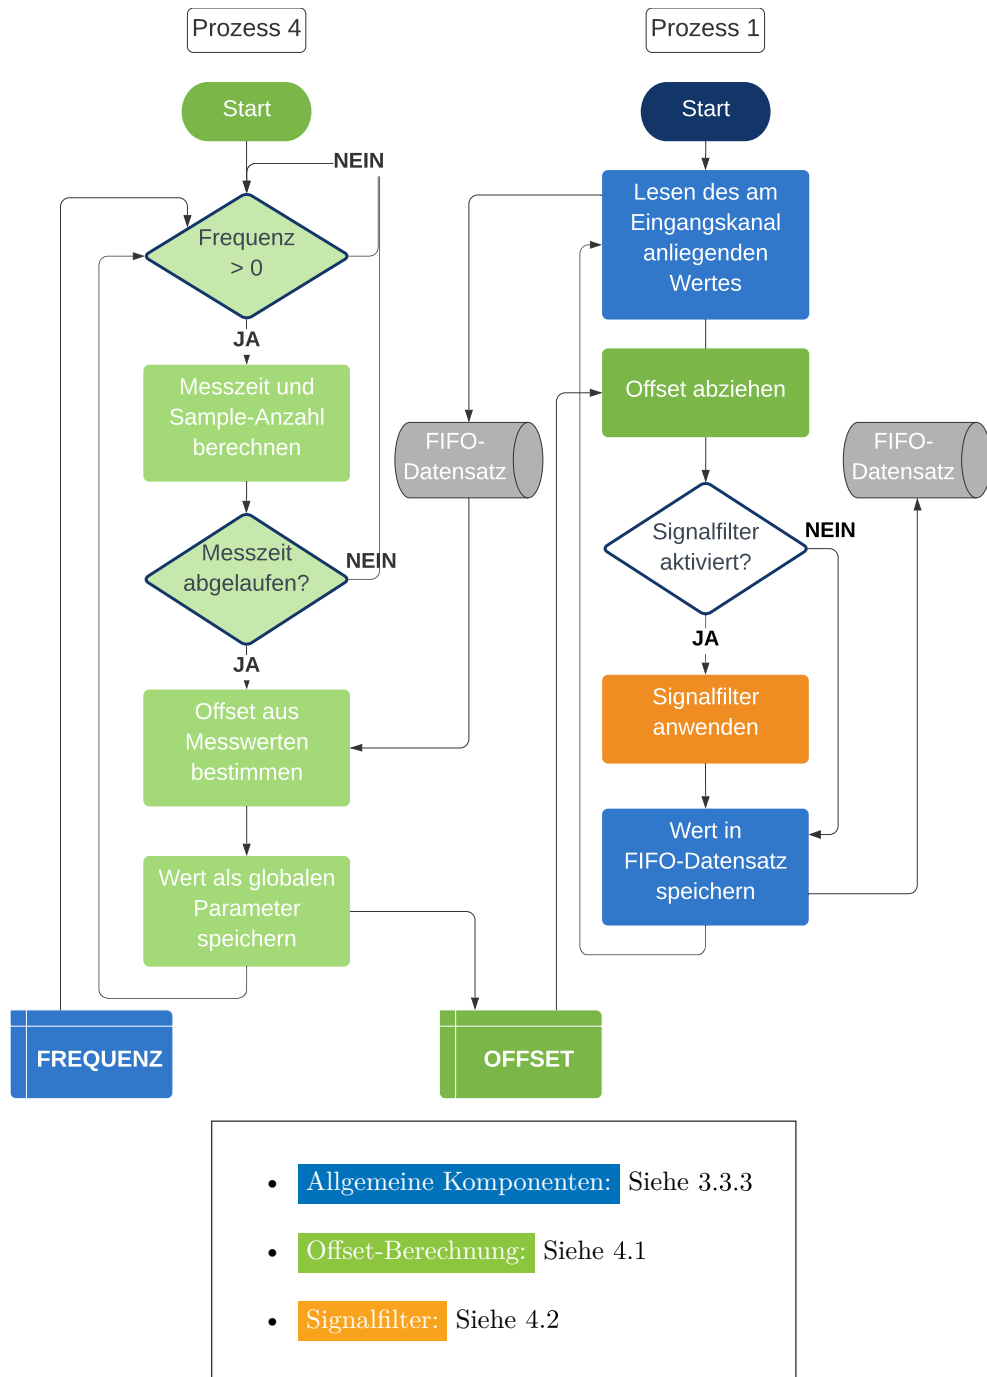 Prozess 4
Start
NEIN
Frequenz
> 0
JA
Messzeit und
Sample-Anzahl
berechnen
Messzeit
abgelaufen?
NEIN
JA
Offset aus
Messwerten
bestimmen
Wert als globalen
Parameter
speichern
FREQUENZ
FIFO-
Datensatz
OFFSET
Prozess 1
Start
Lesen des am
Eingangskanal
anliegenden
Wertes
Offset abziehen
Signalfilter
aktiviert?
NEIN
JA
Signalfilter
anwenden
Wert in
FIFO-Datensatz
speichern
FIFO-
Datensatz
• Allgemeine Komponenten: Siehe 3.3.3
• Offset-Berechnung: Siehe 4.1
• Signalfilter: Siehe 4.2